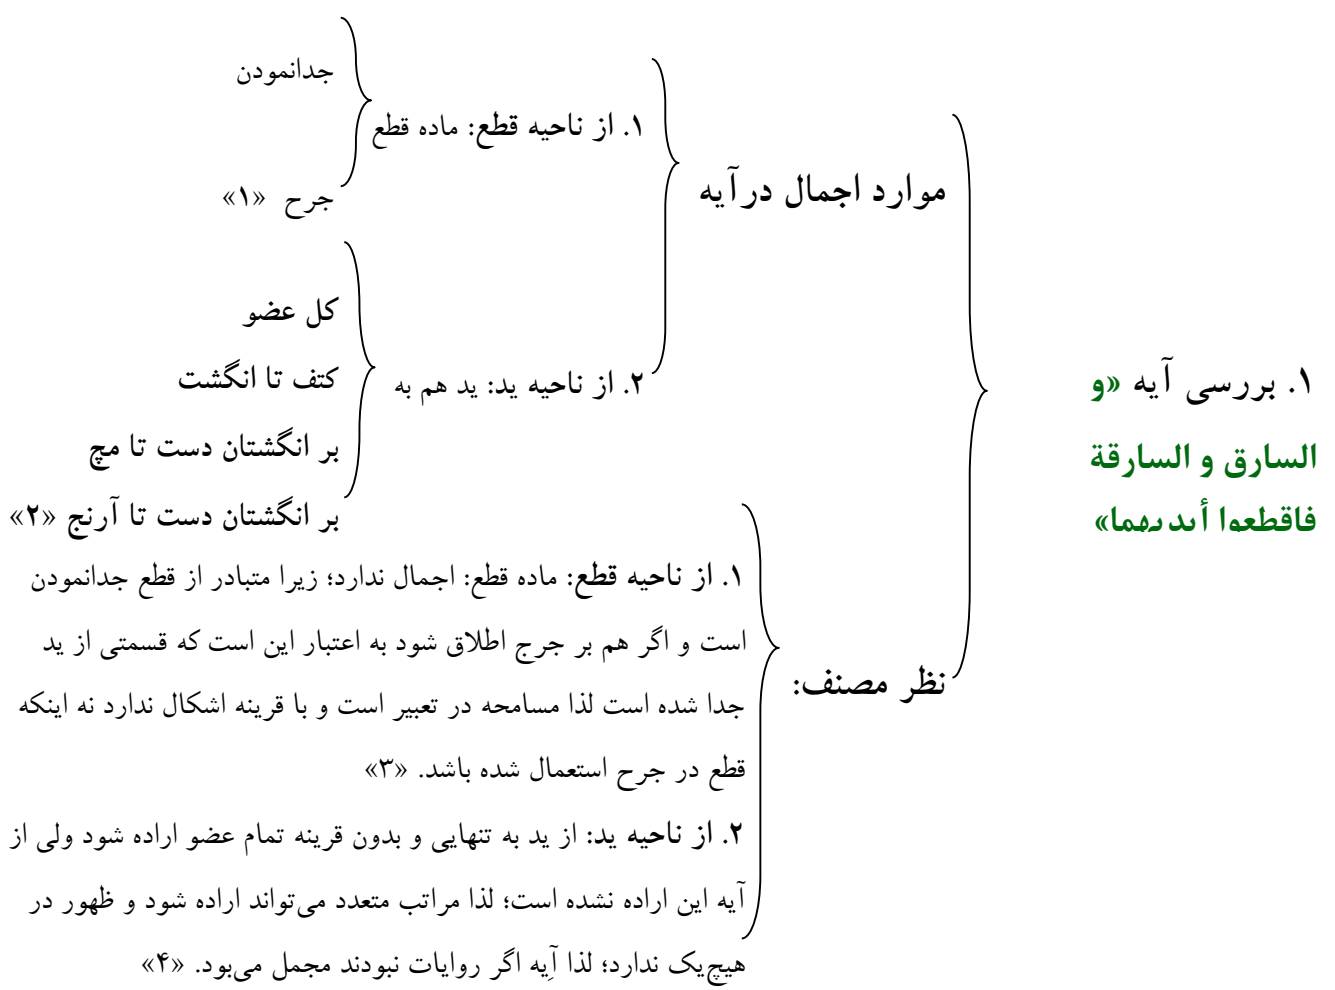 ۱. بررسی آیه «و
السارق و السارقة
فاقطعوا أیدیهما»
موارد اجمال درآیه
۱. از ناحیه قطع: ماده قطع
جدانمودن
جرح «۱»
۲. از ناحیه ید: ید هم به
کل عضو
کتف تا انگشت
بر انگشتان دست تا مچ
بر انگشتان دست تا آرنج «۲»
نظر مصنف:
۱. از ناحیه قطع: ماده قطع: اجمال ندارد؛ زیرا متبادر از قطع جدانمودن
است و اگر هم بر جرح اطلاق شود به اعتبار این است که قسمتی از ید
جدا شده است لذا مسامحه در تعبیر است و با قرینه اشکال ندارد نه اینکه
قطع در جرح استعمال شده باشد. «۳»
۲. از ناحیه ید: از ید به تنهایی و بدون قرینه تمام عضو اراده شود ولی از
آیه این اراده نشده است؛ لذا مراتب متعدد می‌تواند اراده شود و ظهور در
هیچ‌یک ندارد؛ لذا آِیه اگر روایات نبودند مجمل می‌بود. «۴»